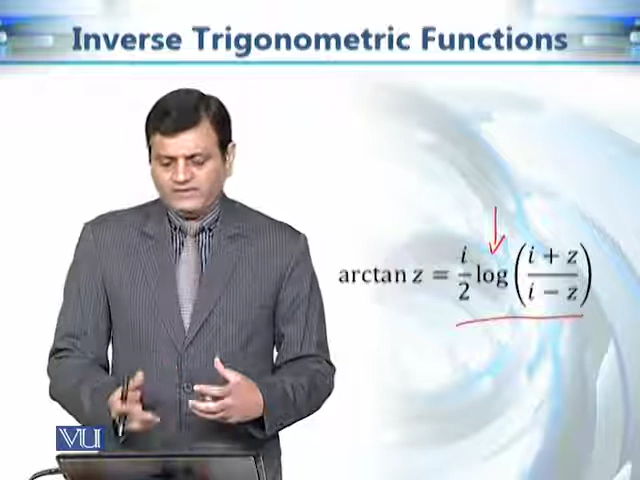 Inverse Trigonometric Functions
arctan z = i/2 log ((i + z)/(i − z))
VU